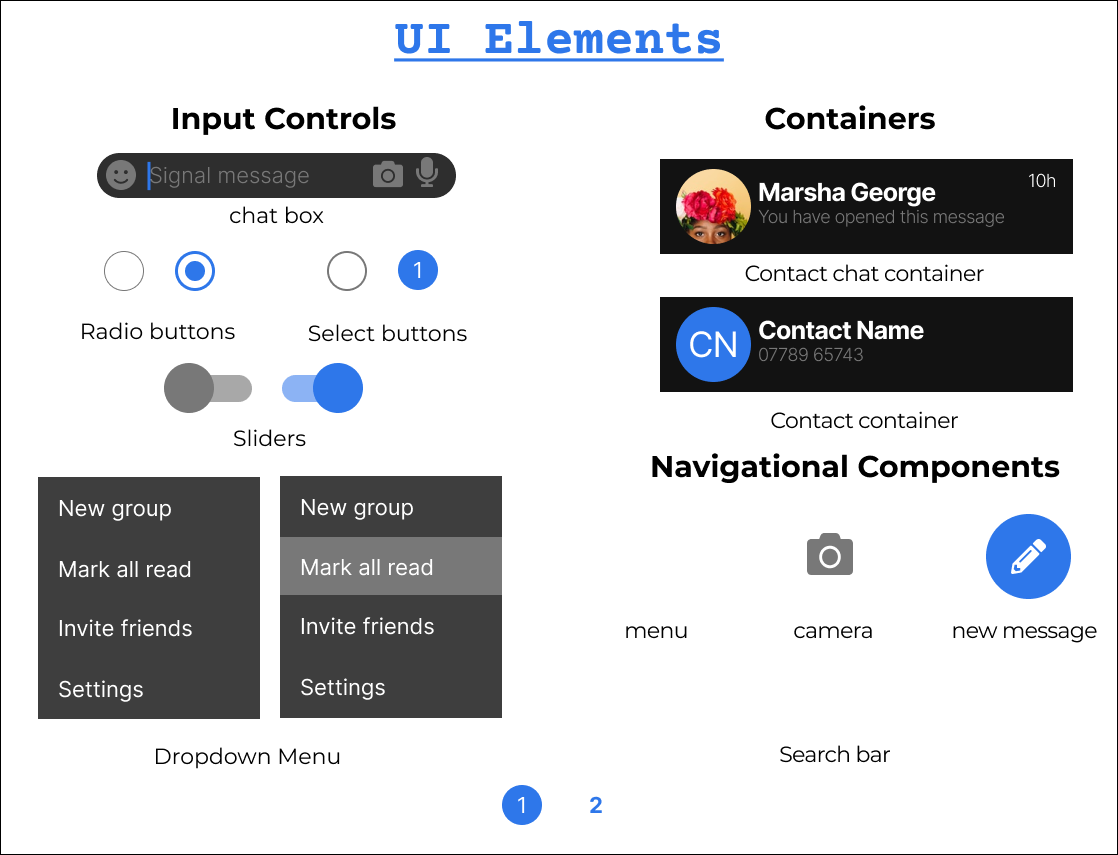 UI Elements
Input Controls
Signal message
chat box
1
Radio buttons
Select buttons
Sliders
New group
Mark all read
Invite friends
Settings
New group
Mark all read
Invite friends
Settings
Dropdown Menu
Containers
Marsha George
10h
You have opened this message
Contact chat container
CN
Contact Name
07789 65743
Contact container
Navigational Components
menu
camera
new message
Search bar
1
2